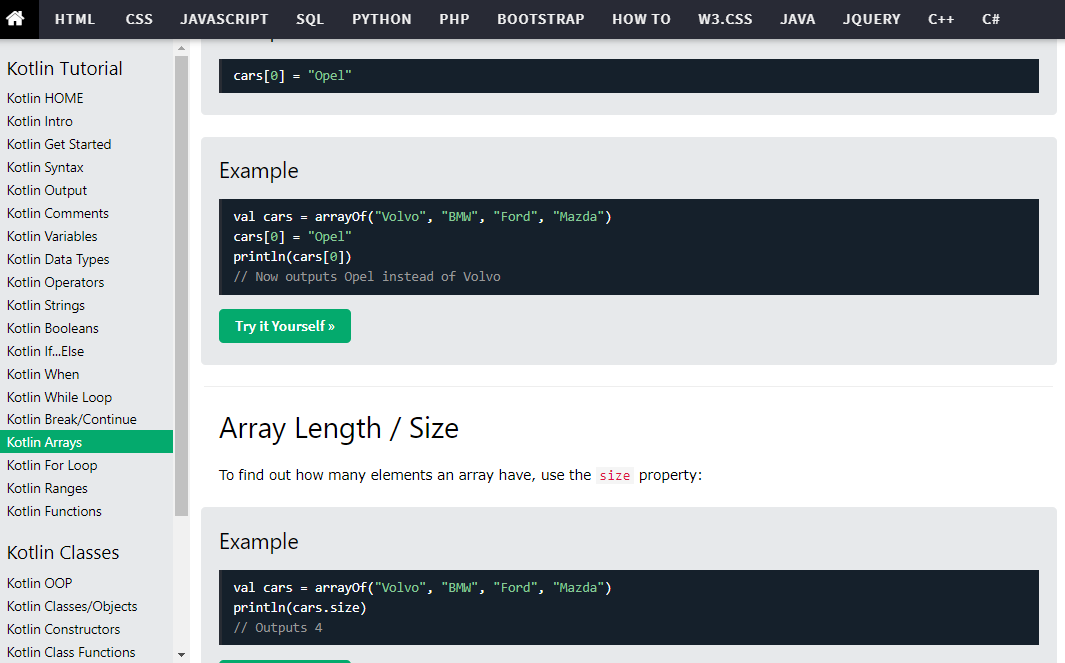 HTML CSS JAVASCRIPT SQL PYTHON PHP BOOTSTRAP HOW TO W3.CSS JAVA JQUERY C++ C#
Kotlin Tutorial
Kotlin HOME
Kotlin Intro
Kotlin Get Started
Kotlin Syntax
Kotlin Output
Kotlin Comments
Kotlin Variables
Kotlin Data Types
Kotlin Operators
Kotlin Strings
Kotlin Booleans
Kotlin If...Else
Kotlin When
Kotlin While Loop
Kotlin Break/Continue
Kotlin Arrays
Kotlin For Loop
Kotlin Ranges
Kotlin Functions
Kotlin Classes
Kotlin OOP
Kotlin Classes/Objects
Kotlin Constructors
Kotlin Class Functions
cars[0] = "Opel"
Example
val cars = arrayOf("Volvo", "BMW", "Ford", "Mazda")
cars[0] = "Opel"
println(cars[0])
// Now outputs Opel instead of Volvo
Try it Yourself »
Array Length / Size
To find out how many elements an array have, use the size property:
Example
val cars = arrayOf("Volvo", "BMW", "Ford", "Mazda")
println(cars.size)
// Outputs 4